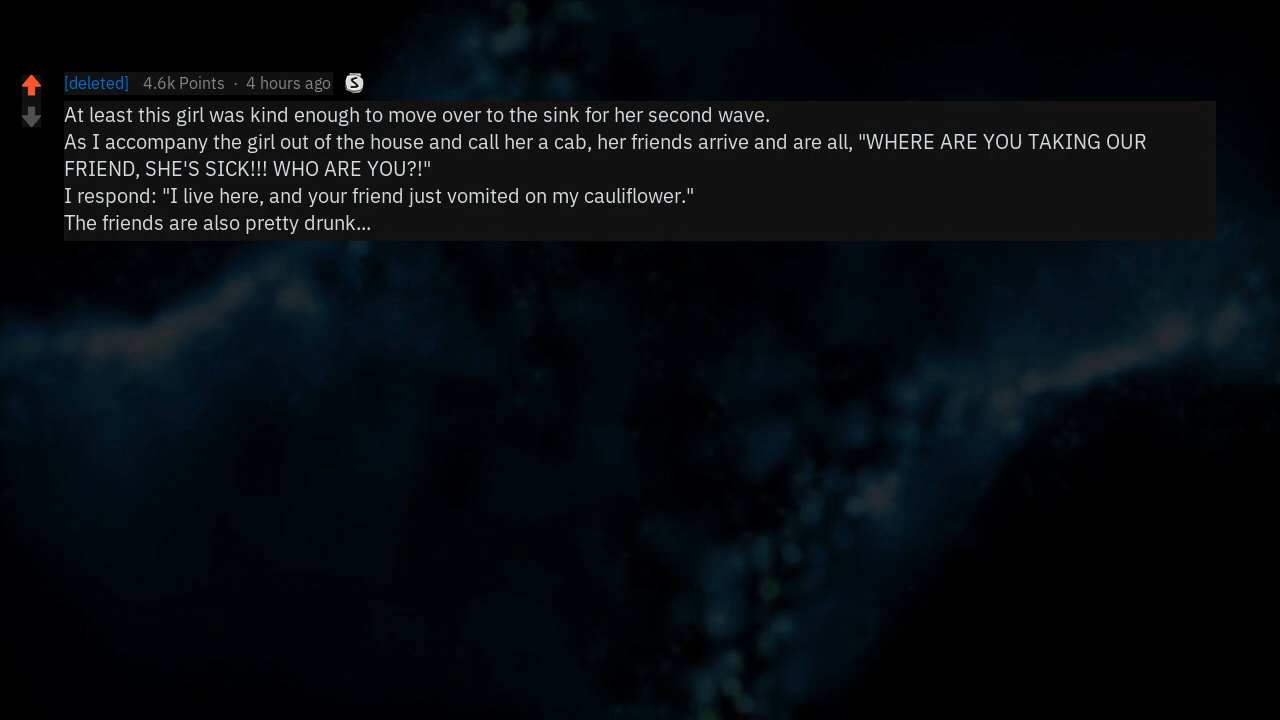 [deleted] 4.6k Points · 4 hours ago S
At least this girl was kind enough to move over to the sink for her second wave.
As I accompany the girl out of the house and call her a cab, her friends arrive and are all, "WHERE ARE YOU TAKING OUR
FRIEND, SHE'S SICK!!! WHO ARE YOU?!"
I respond: "I live here, and your friend just vomited on my cauliflower."
The friends are also pretty drunk...